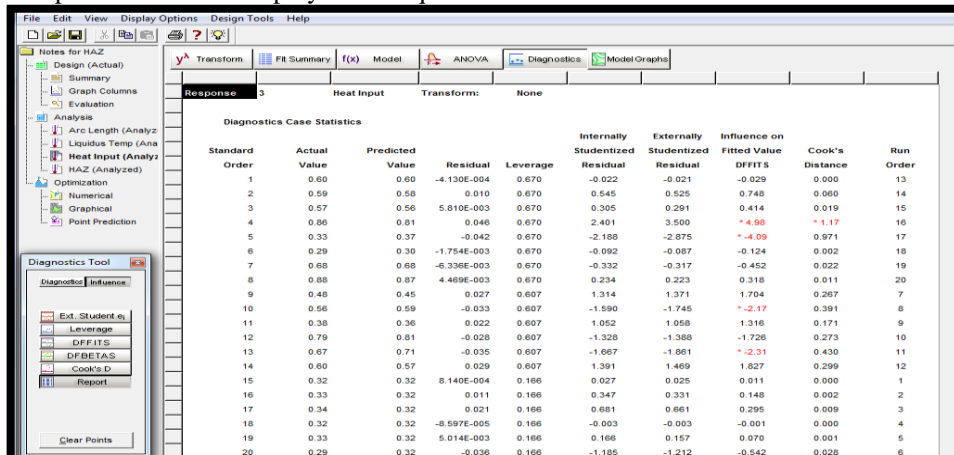 File Edit View Display Options Design Tools Help
Notes for HAZ
Design (Actual)
Summary
Graph Columns
Evaluation
Analysis
Arc Length (Analyz
Liquidus Temp (Ana
Heat Input (Analyz
HAZ (Analyzed)
Optimization
Numerical
Graphical
Point Prediction
Diagnostics Tool
Diagnostics Influence
Ext. Student e
Leverage
DFFITS
DFBETAS
Cook's D
Report
Clear Points
yλ Transform Fit Summary f(x) Model ANOVA Diagnostics Model Graphs
Response 3 Heat Input Transform: None
Diagnostics Case Statistics
Internally Externally Influence on
Standard Actual Predicted Studentized Studentized Fitted Value Cook's Run
Order Value Value Residual Leverage Residual Residual DFFITS Distance Order
1 0.60 0.60 -4.130E-004 0.670 -0.022 -0.021 -0.029 0.000 13
2 0.59 0.58 0.010 0.670 0.545 0.525 0.748 0.060 14
3 0.57 0.56 5.810E-003 0.670 0.305 0.291 0.414 0.019 15
4 0.86 0.81 0.046 0.670 2.401 3.500 * 4.98 * 1.17 16
5 0.33 0.37 -0.042 0.670 -2.188 -2.875 * -4.09 0.971 17
6 0.29 0.30 -1.754E-003 0.670 -0.092 -0.087 -0.124 0.002 18
7 0.68 0.68 -6.336E-003 0.670 -0.332 -0.317 -0.452 0.022 19
8 0.88 0.87 4.469E-003 0.670 0.234 0.223 0.318 0.011 20
9 0.48 0.45 0.027 0.607 1.314 1.371 1.704 0.267 7
10 0.56 0.59 -0.033 0.607 -1.590 -1.745 * -2.17 0.391 8
11 0.38 0.36 0.022 0.607 1.052 1.058 1.316 0.171 9
12 0.79 0.81 -0.028 0.607 -1.328 -1.388 -1.726 0.273 10
13 0.67 0.71 -0.035 0.607 -1.667 -1.861 * -2.31 0.430 11
14 0.60 0.57 0.029 0.607 1.391 1.469 1.827 0.299 12
15 0.32 0.32 8.140E-004 0.166 0.027 0.025 0.011 0.000 1
16 0.33 0.32 0.011 0.166 0.347 0.331 0.148 0.002 2
17 0.34 0.32 0.021 0.166 0.681 0.661 0.295 0.009 3
18 0.32 0.32 -8.597E-005 0.166 -0.003 -0.003 -0.001 0.000 4
19 0.33 0.32 5.014E-003 0.166 0.166 0.157 0.070 0.001 5
20 0.29 0.32 -0.036 0.166 -1.185 -1.212 -0.542 0.028 6